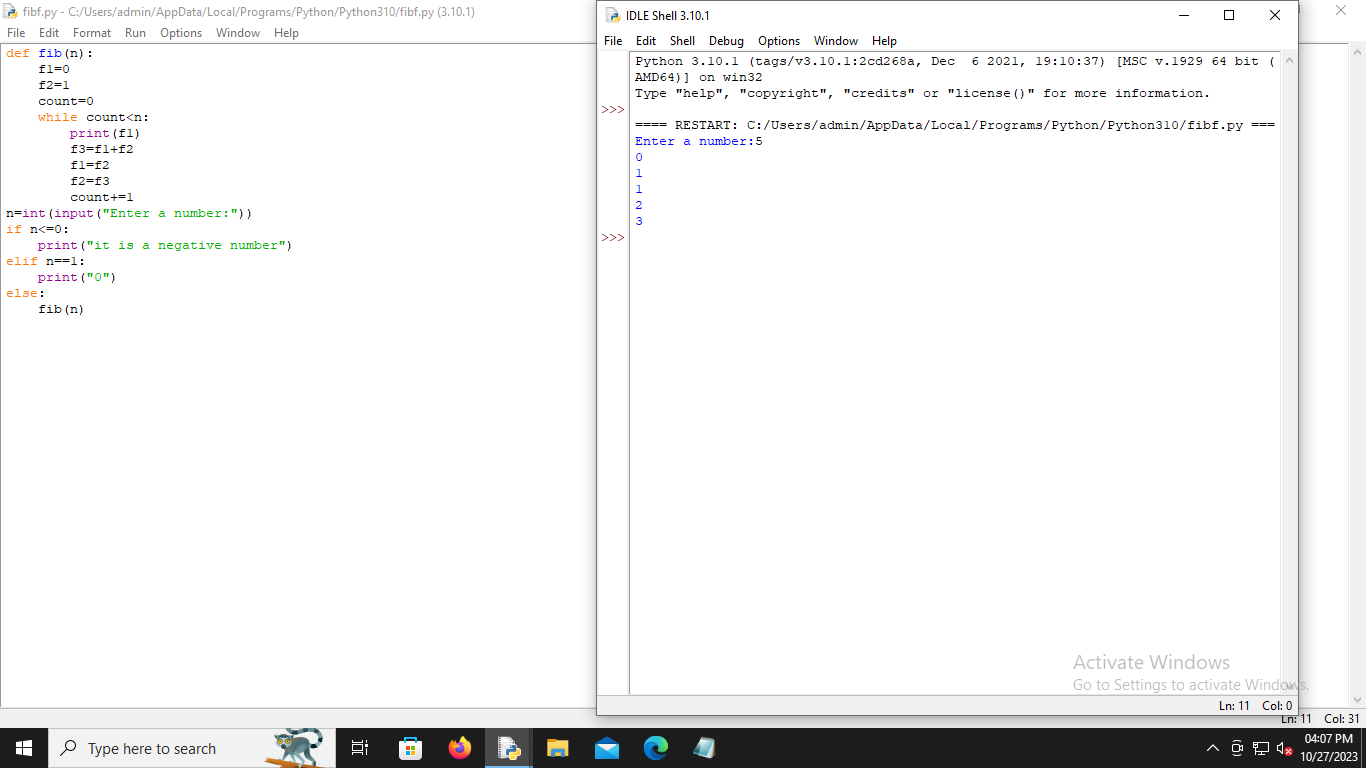 fibf.py - C:/Users/admin/AppData/Local/Programs/Python/Python310/fibf.py (3.10.1)
File Edit Format Run Options Window Help
def fib(n):
    f1=0
    f2=1
    count=0
    while count<n:
        print(f1)
        f3=f1+f2
        f1=f2
        f2=f3
        count+=1
n=int(input("Enter a number:"))
if n<=0:
    print("it is a negative number")
elif n==1:
    print("0")
else:
    fib(n)
IDLE Shell 3.10.1
File Edit Shell Debug Options Window Help
Python 3.10.1 (tags/v3.10.1:2cd268a, Dec  6 2021, 19:10:37) [MSC v.1929 64 bit (
AMD64)] on win32
Type "help", "copyright", "credits" or "license()" for more information.
>>>
==== RESTART: C:/Users/admin/AppData/Local/Programs/Python/Python310/fibf.py ===
Enter a number:5
0
1
1
2
3
>>>
Activate Windows
Go to Settings to activate Windows.
Ln: 11 Col: 0
Ln: 11 Col: 31
Type here to search
04:07 PM
10/27/2023